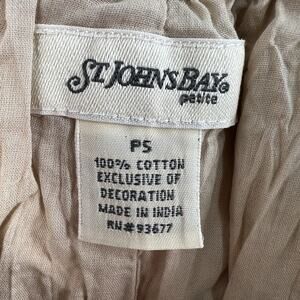 ST. JOHN'S BAY®
petite
PS
100% COTTON
EXCLUSIVE OF
DECORATION
MADE IN INDIA
RN#93677